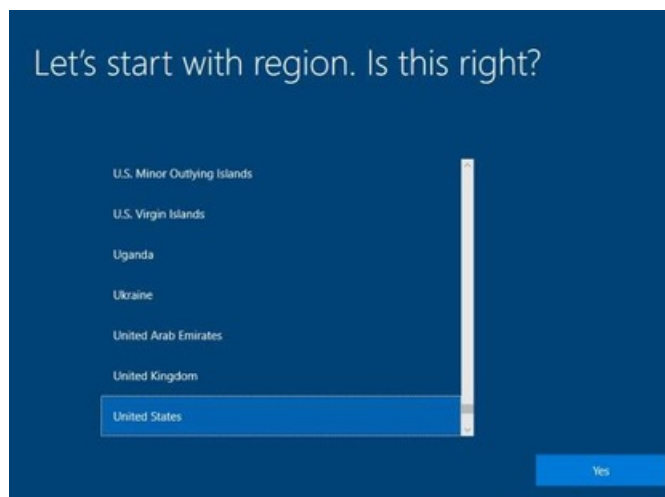 Let's start with region. Is this right?
U.S. Minor Outlying Islands
U.S. Virgin Islands
Uganda
Ukraine
United Arab Emirates
United Kingdom
United States
Yes